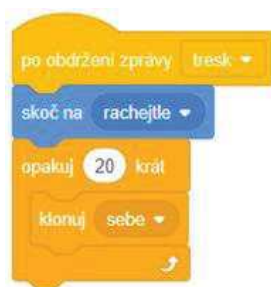 po obdržení zprávy tresk
skoč na rachejtle
opakuj 20 krát
klonuj sebe